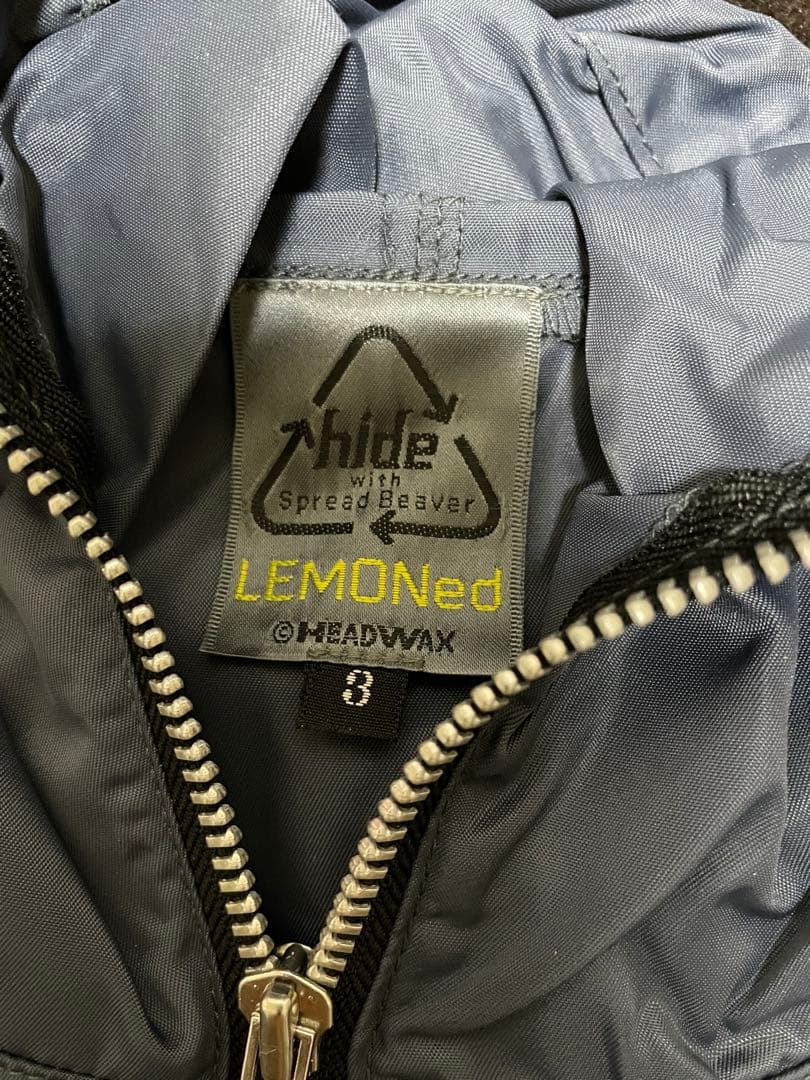 hide
with
Spread Beaver
LEMONed
©HEADWAX
3